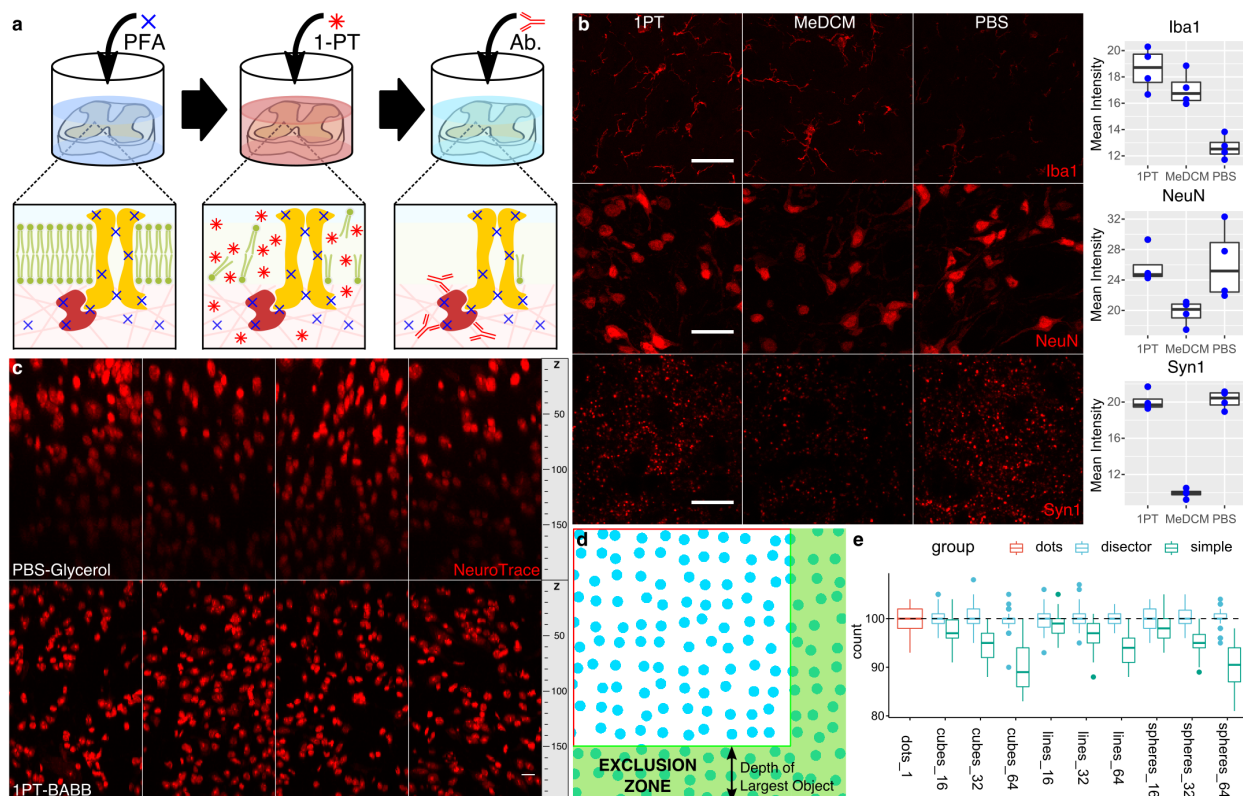 a
PFA
1-PT
Ab.
b
1PT
MeDCM
PBS
Iba1
NeuN
Syn1
Iba1
Mean Intensity
20
18
16
14
12
1PT MeDCM PBS
NeuN
Mean Intensity
32
28
24
20
1PT MeDCM PBS
Syn1
Mean Intensity
20
16
12
1PT MeDCM PBS
c
Z
50
100
150
PBS-Glycerol
NeuroTrace
Z
50
100
150
1PT-BABB
d
EXCLUSION
ZONE
Depth of
Largest Object
e
group
dots
disector
simple
count
100
90
80
dots_1
cubes_16
cubes_32
cubes_64
lines_16
lines_32
lines_64
spheres_16
spheres_32
spheres_64